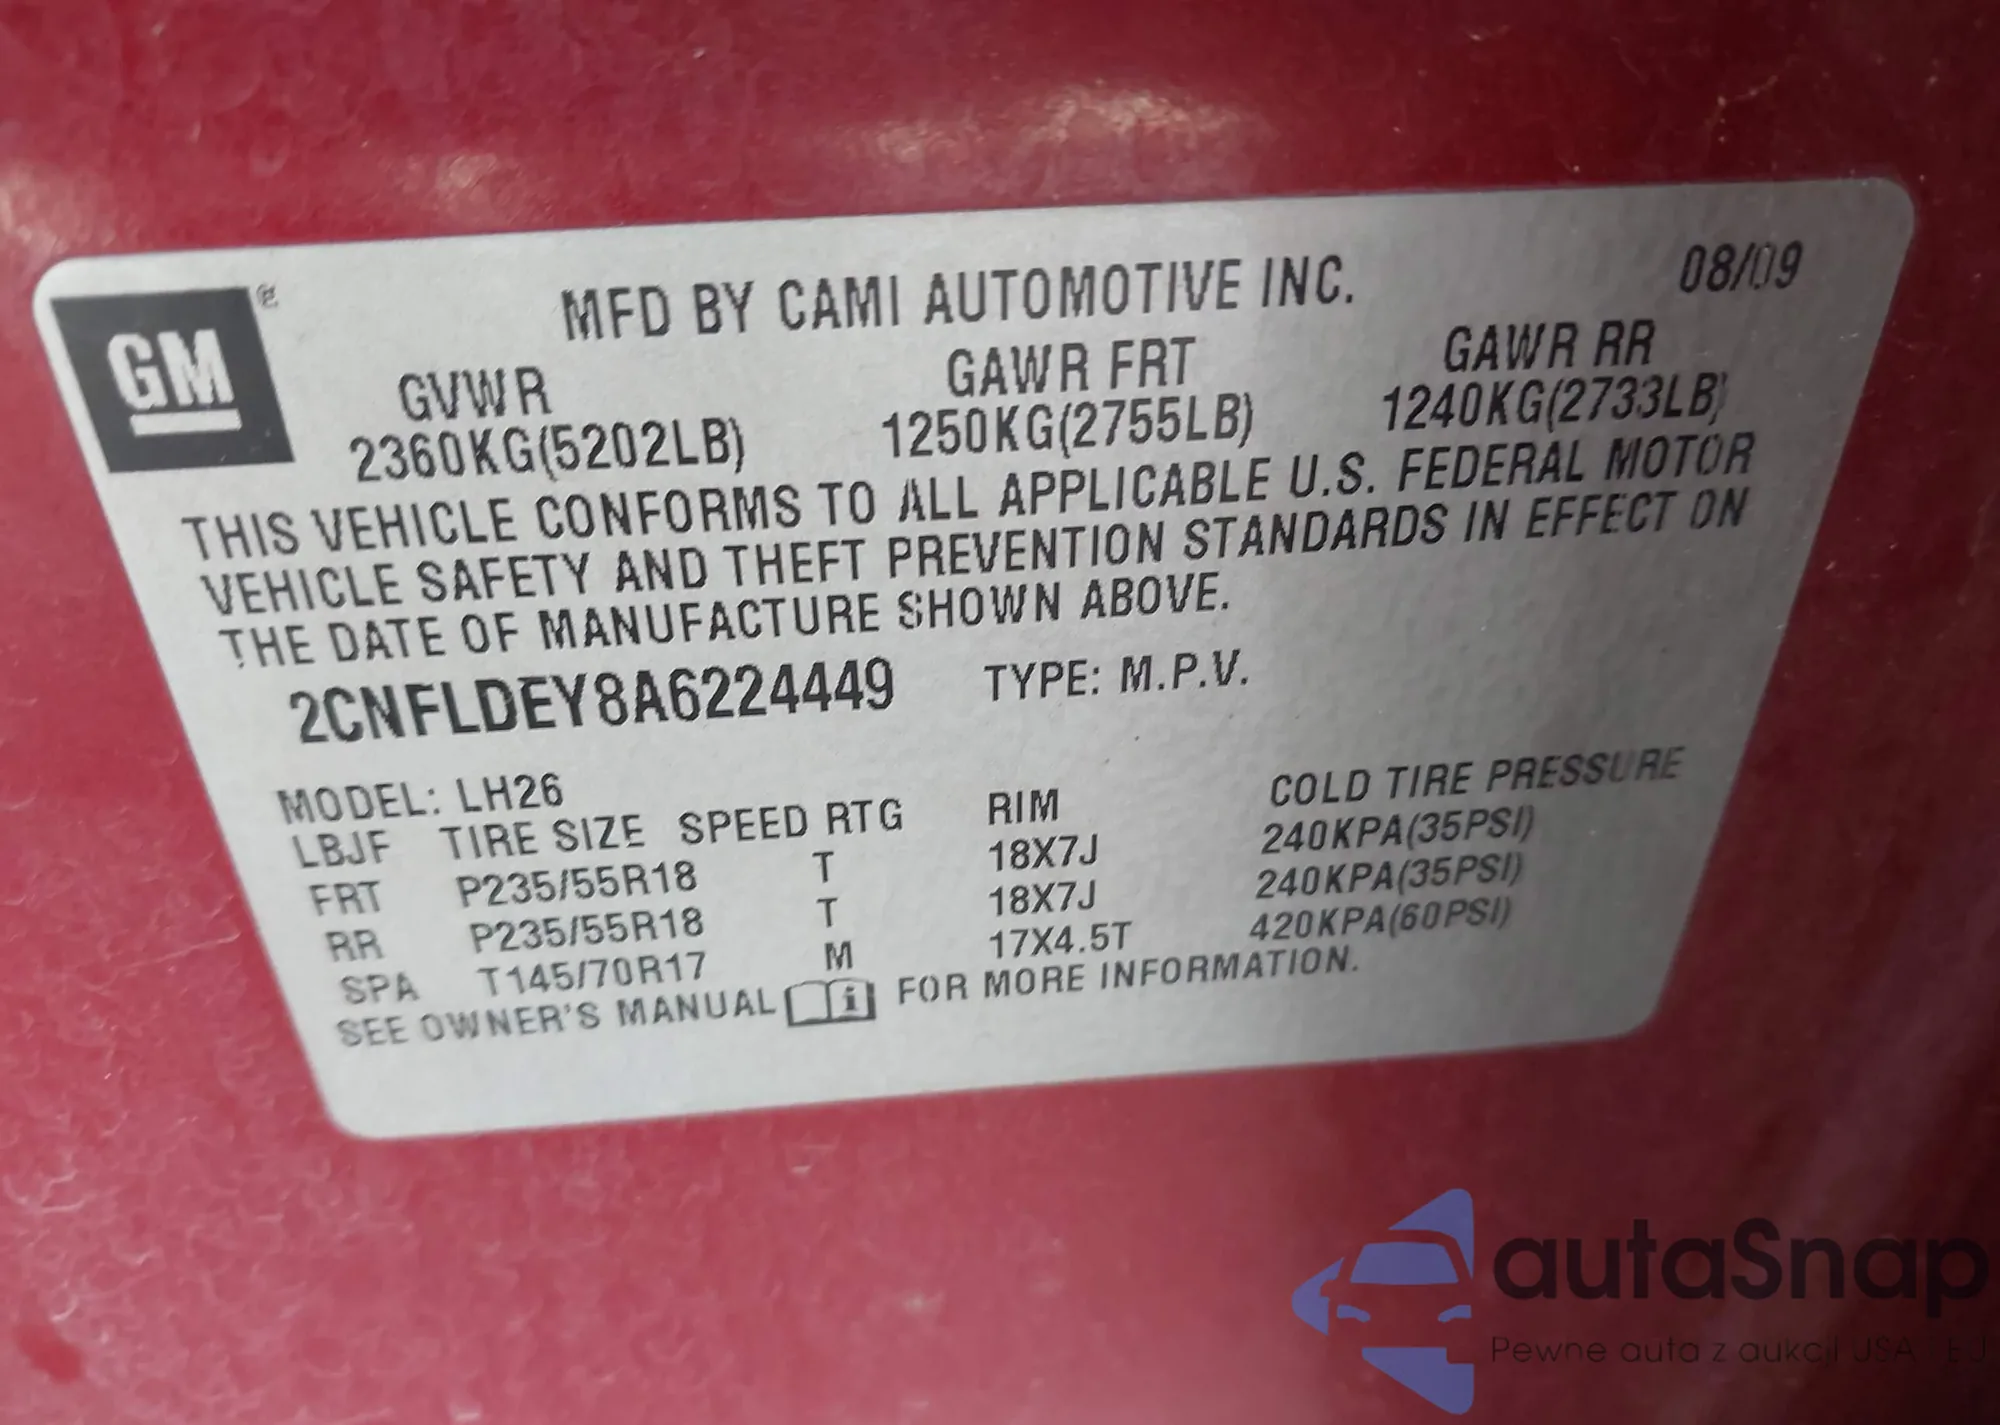 GM ®
MFD BY CAMI AUTOMOTIVE INC. 08/09
GVWR GAWR FRT GAWR RR
2360KG(5202LB) 1250KG(2755LB) 1240KG(2733LB)
THIS VEHICLE CONFORMS TO ALL APPLICABLE U.S. FEDERAL MOTOR
VEHICLE SAFETY AND THEFT PREVENTION STANDARDS IN EFFECT ON
THE DATE OF MANUFACTURE SHOWN ABOVE.
2CNFLDEY8A6224449 TYPE: M.P.V.
MODEL: LH26
LBJF TIRE SIZE SPEED RTG RIM COLD TIRE PRESSURE
FRT P235/55R18 T 18X7J 240KPA(35PSI)
RR P235/55R18 T 18X7J 240KPA(35PSI)
SPA T145/70R17 M 17X4.5T 420KPA(60PSI)
SEE OWNER'S MANUAL i FOR MORE INFORMATION.
autaSnap
Pewne auta z aukcji USA i EU